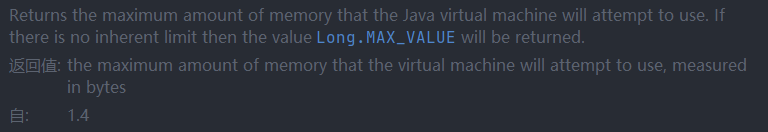 Returns the maximum amount of memory that the Java virtual machine will attempt to use. If
there is no inherent limit then the value Long.MAX_VALUE will be returned.
返回值: the maximum amount of memory that the virtual machine will attempt to use, measured
in bytes
自: 1.4